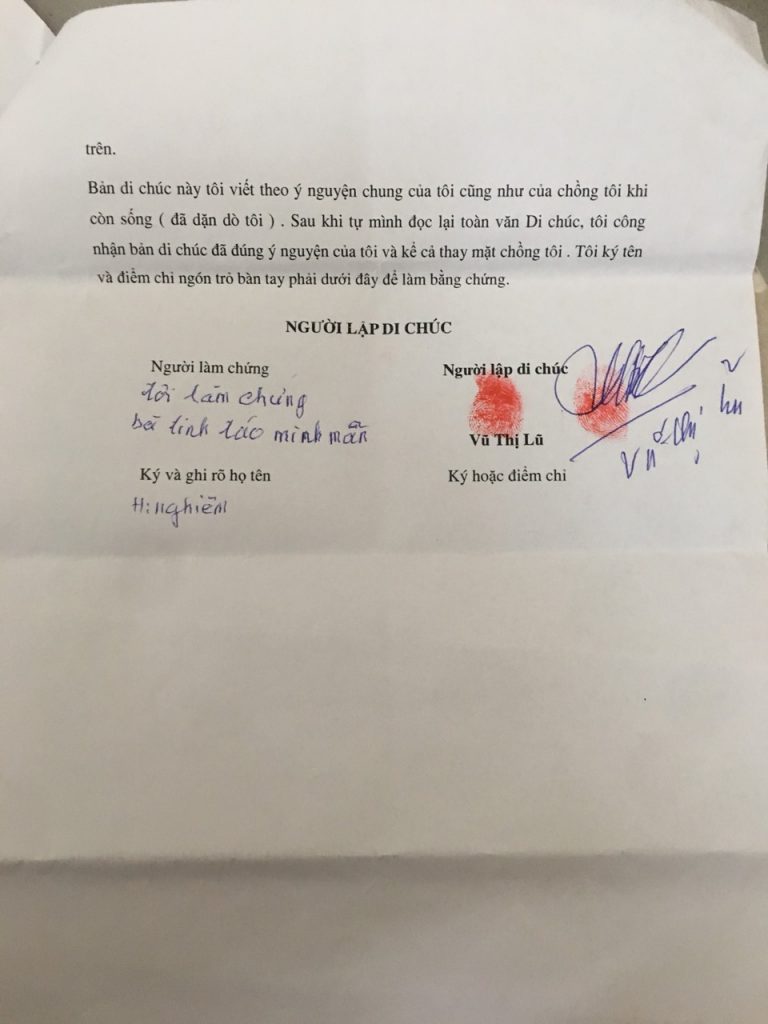 trên.
Bản di chúc này tôi viết theo ý nguyện chung của tôi cũng như của chồng tôi khi
còn sống ( đã dặn dò tôi ) . Sau khi tự mình đọc lại toàn văn Di chúc, tôi công
nhận bản di chúc đã đúng ý nguyện của tôi và kể cả thay mặt chồng tôi . Tôi ký tên
và điểm chỉ ngón trỏ bàn tay phải dưới đây để làm bằng chứng.
NGƯỜI LẬP DI CHÚC
Người làm chứng
Người lập di chúc
tôi làm chứng
bà tinh táo minh mẫn
Vũ Thị Lũ
Ký và ghi rõ họ tên
Ký hoặc điểm chỉ
nghiêm